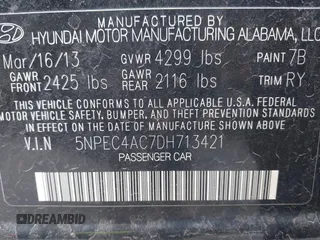 MANUFACTURED BY
HYUNDAI MOTOR MANUFACTURING ALABAMA, LLC
Mar/16/13 GVWR 4299 lbs PAINT 7B
GAWR FRONT 2425 lbs GAWR REAR 2116 lbs TRIM RY
THIS VEHICLE CONFORMS TO ALL APPLICABLE U.S. FEDERAL
MOTOR VEHICLE SAFETY, BUMPER, AND THEFT PREVENTION
STANDARDS IN EFFECT ON THE DATE OF MANUFACTURE SHOWN ABOVE.
V.I.N 5NPEC4AC7DH713421
PASSENGER CAR
DREAMBID